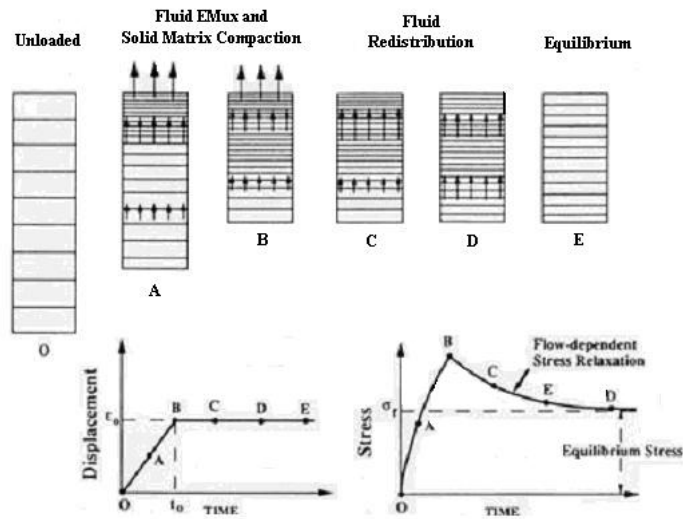 Unloaded
Fluid EMux and
Solid Matrix Compaction
Fluid
Redistribution
Equilibrium
O
A
B
C
D
E
Displacement
ε₀
O
A
B
C
D
E
t₀
TIME
Stress
σr
O
A
B
C
E
D
Flow-dependent
Stress Relaxation
Equilibrium Stress
TIME